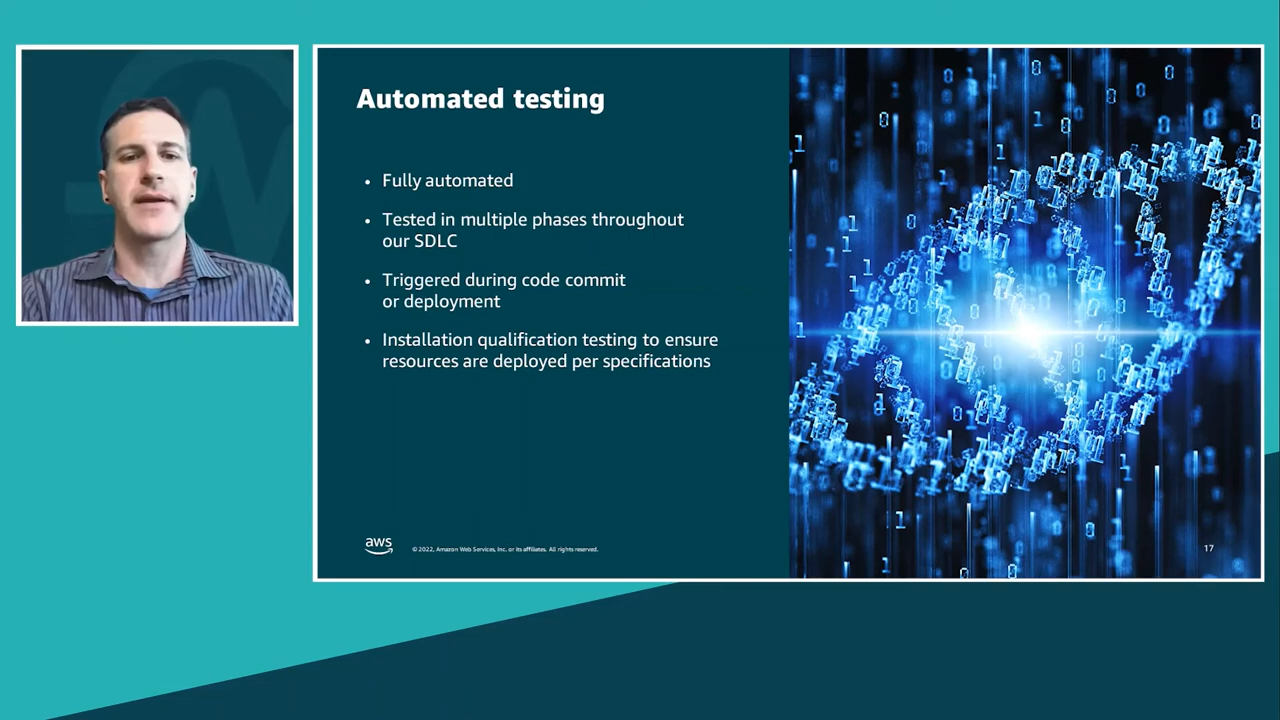 Automated testing
• Fully automated
• Tested in multiple phases throughout
our SDLC
• Triggered during code commit
or deployment
• Installation qualification testing to ensure
resources are deployed per specifications
aws
© 2022, Amazon Web Services, Inc. or its affiliates. All rights reserved.
17